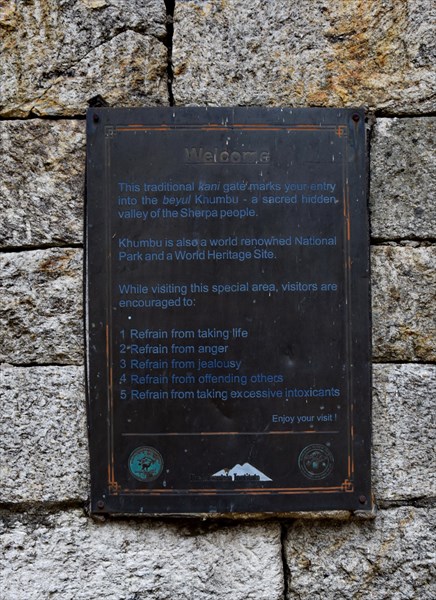 Welcome
This traditional kani gate marks your entry
into the beyul Khumbu - a sacred hidden
valley of the Sherpa people.
Khumbu is also a world renowned National
Park and a World Heritage Site.
While visiting this special area, visitors are
encouraged to:
1 Refrain from taking life
2 Refrain from anger
3 Refrain from jealousy
4 Refrain from offending others
5 Refrain from taking excessive intoxicants
Enjoy your visit !